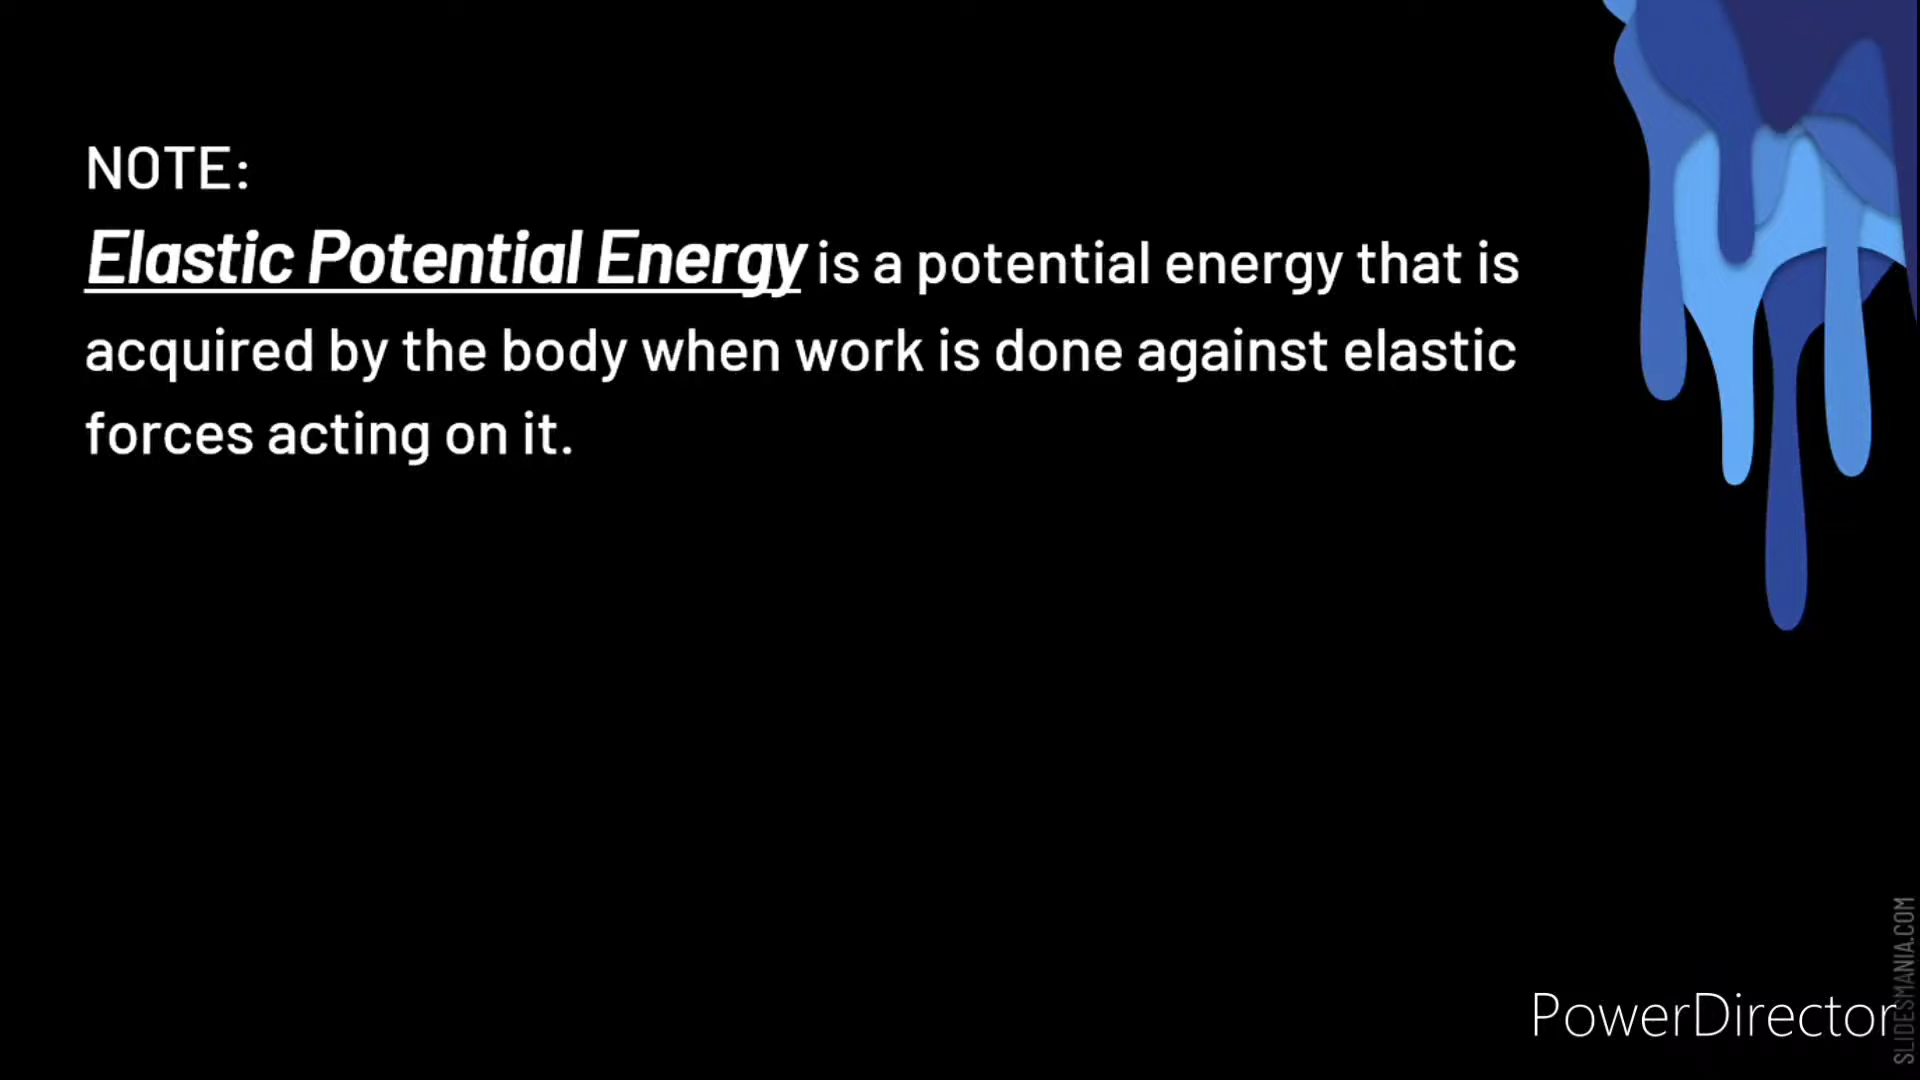 NOTE:
Elastic Potential Energy is a potential energy that is
acquired by the body when work is done against elastic
forces acting on it.
SLIDESMANIA.COM
PowerDirector